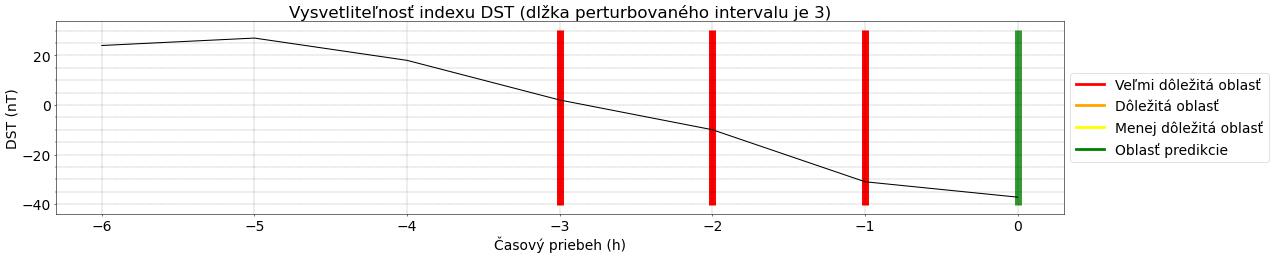 Vysvetliteľnosť indexu DST (dĺžka perturbovaného intervalu je 3)
DST (nT)
20
0
−20
−40
−6 −5 −4 −3 −2 −1 0
Časový priebeh (h)
Veľmi dôležitá oblasť
Dôležitá oblasť
Menej dôležitá oblasť
Oblasť predikcie